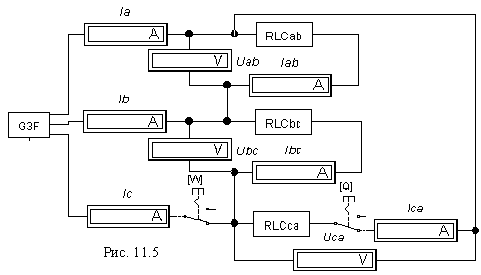 Ia
A
RLCab
V
Uab
Iab
A
Ib
A
G3F
RLCbc
V
Ubc
Ibc
A
[W]
[Q]
Ic
A
RLCca
Ica
A
Uca
V
Рис. 11.5